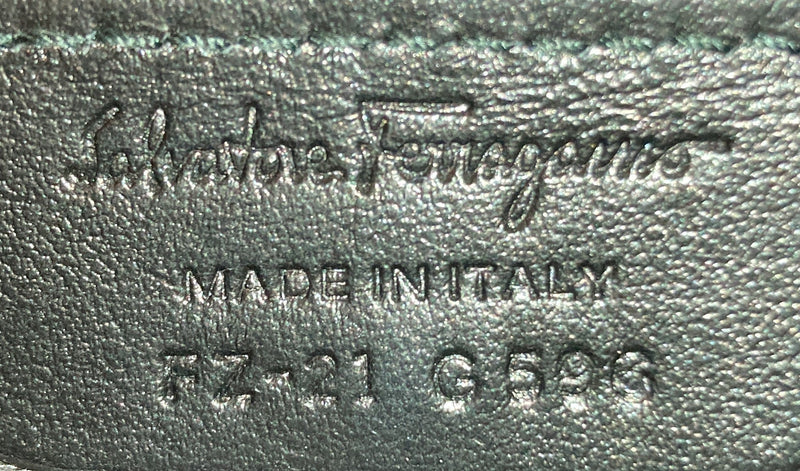 Salvatore Ferragamo
MADE IN ITALY
FZ-21 G596